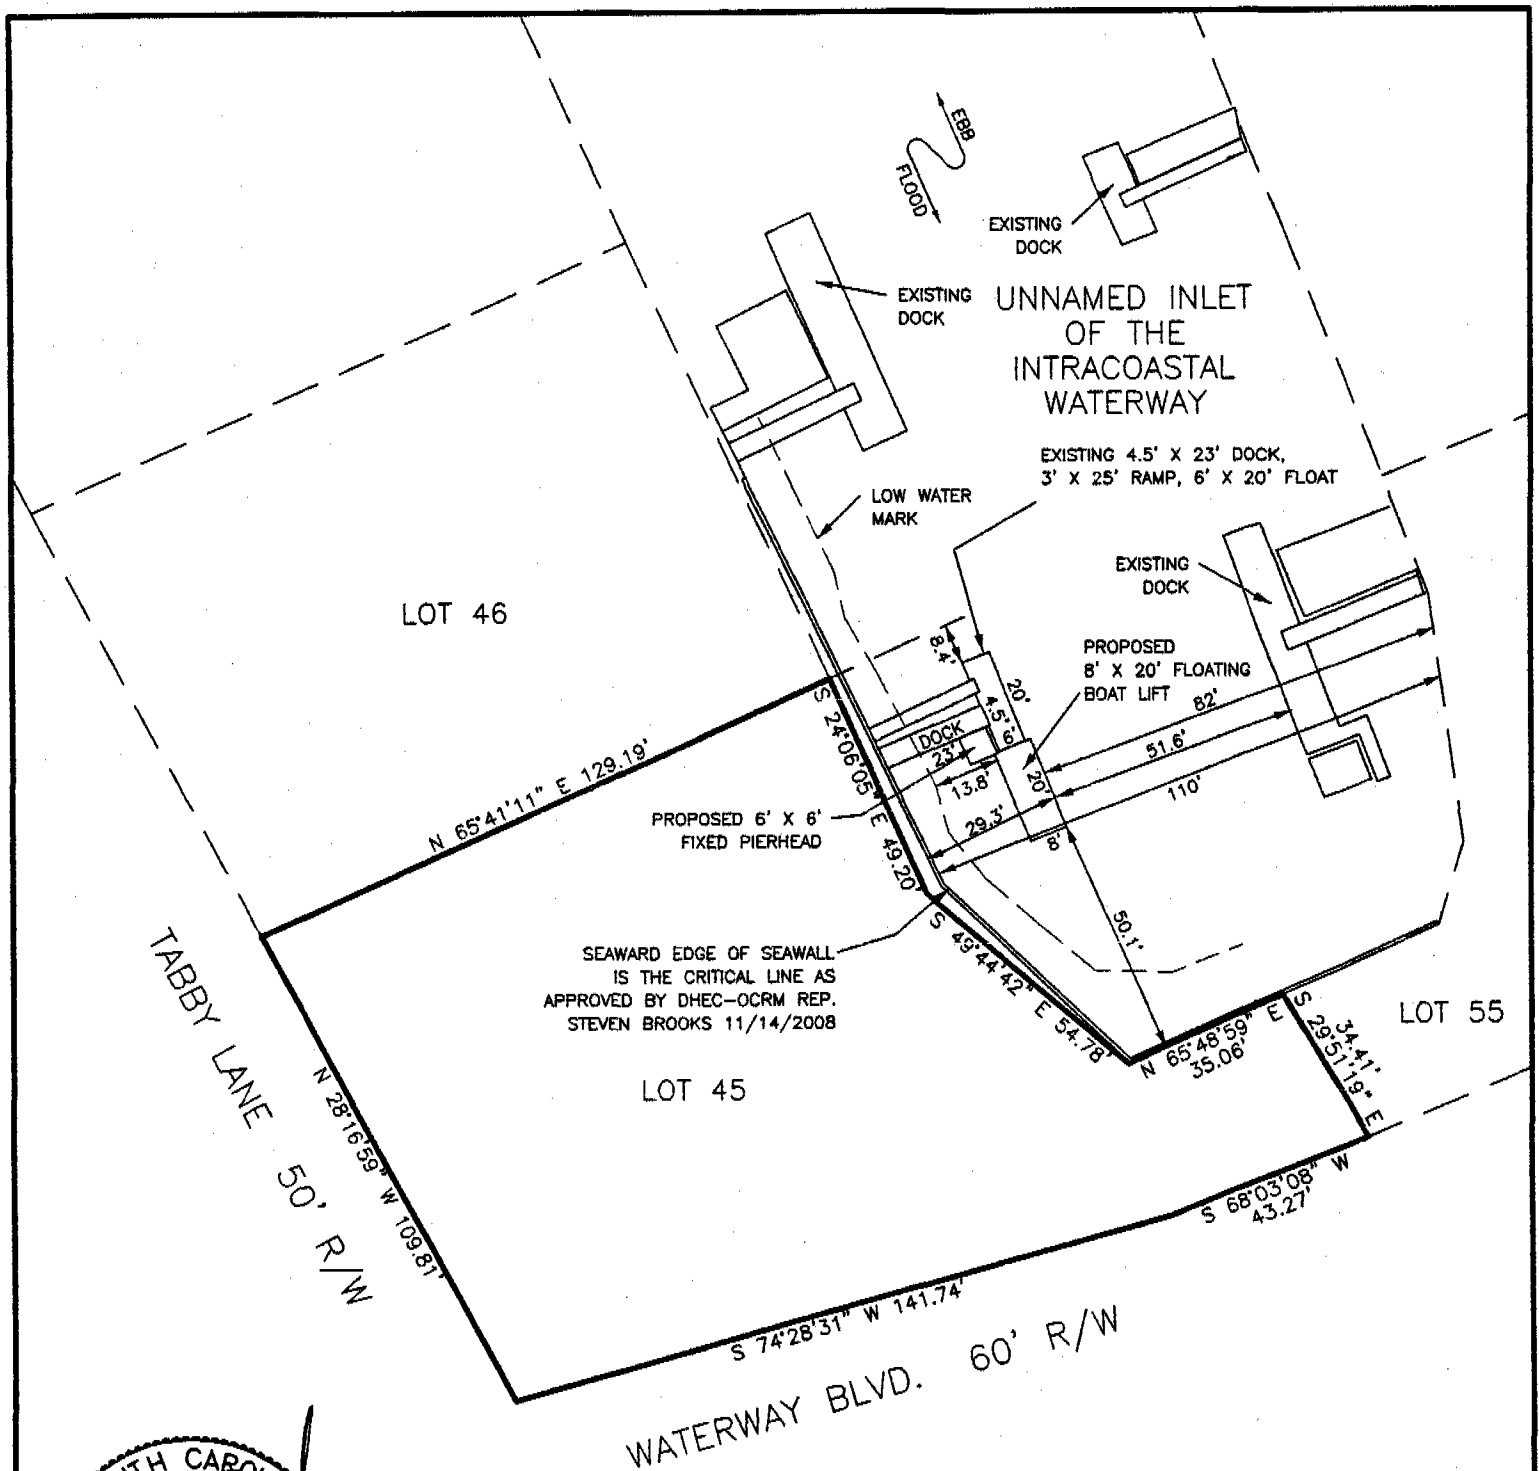 EBB
FLOOD
EXISTING
DOCK
EXISTING
DOCK
UNNAMED INLET
OF THE
INTRACOASTAL
WATERWAY
EXISTING 4.5' X 23' DOCK,
3' X 25' RAMP, 6' X 20' FLOAT
LOW WATER
MARK
EXISTING
DOCK
LOT 46
8.4'
PROPOSED
8' X 20' FLOATING
BOAT LIFT
20'
4.5'
6'
DOCK
23'
13.8'
20'
82'
51.6'
110'
29.3'
8'
50.1'
S 24°06'05" E 49.20'
N 65°41'11" E 129.19'
PROPOSED 6' X 6'
FIXED PIERHEAD
SEAWARD EDGE OF SEAWALL
IS THE CRITICAL LINE AS
APPROVED BY DHEC-OCRM REP.
STEVEN BROOKS 11/14/2008
S 49°44'42" E 54.78'
N 65°48'59" E
35.06'
34.41'
S 29°51'19" E
LOT 55
LOT 45
TABBY LANE 50' R/W
N 28°16'59" W 109.81'
S 68°03'08" W
43.27'
S 74°28'31" W 141.74'
WATERWAY BLVD. 60' R/W